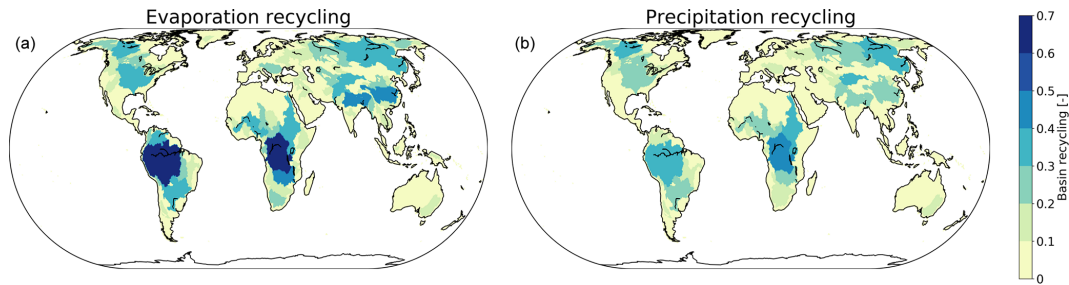 Evaporation recycling
Precipitation recycling
(a)
(b)
0.7
0.6
0.5
0.4
0.3
0.2
0.1
0
Basin recycling [-]